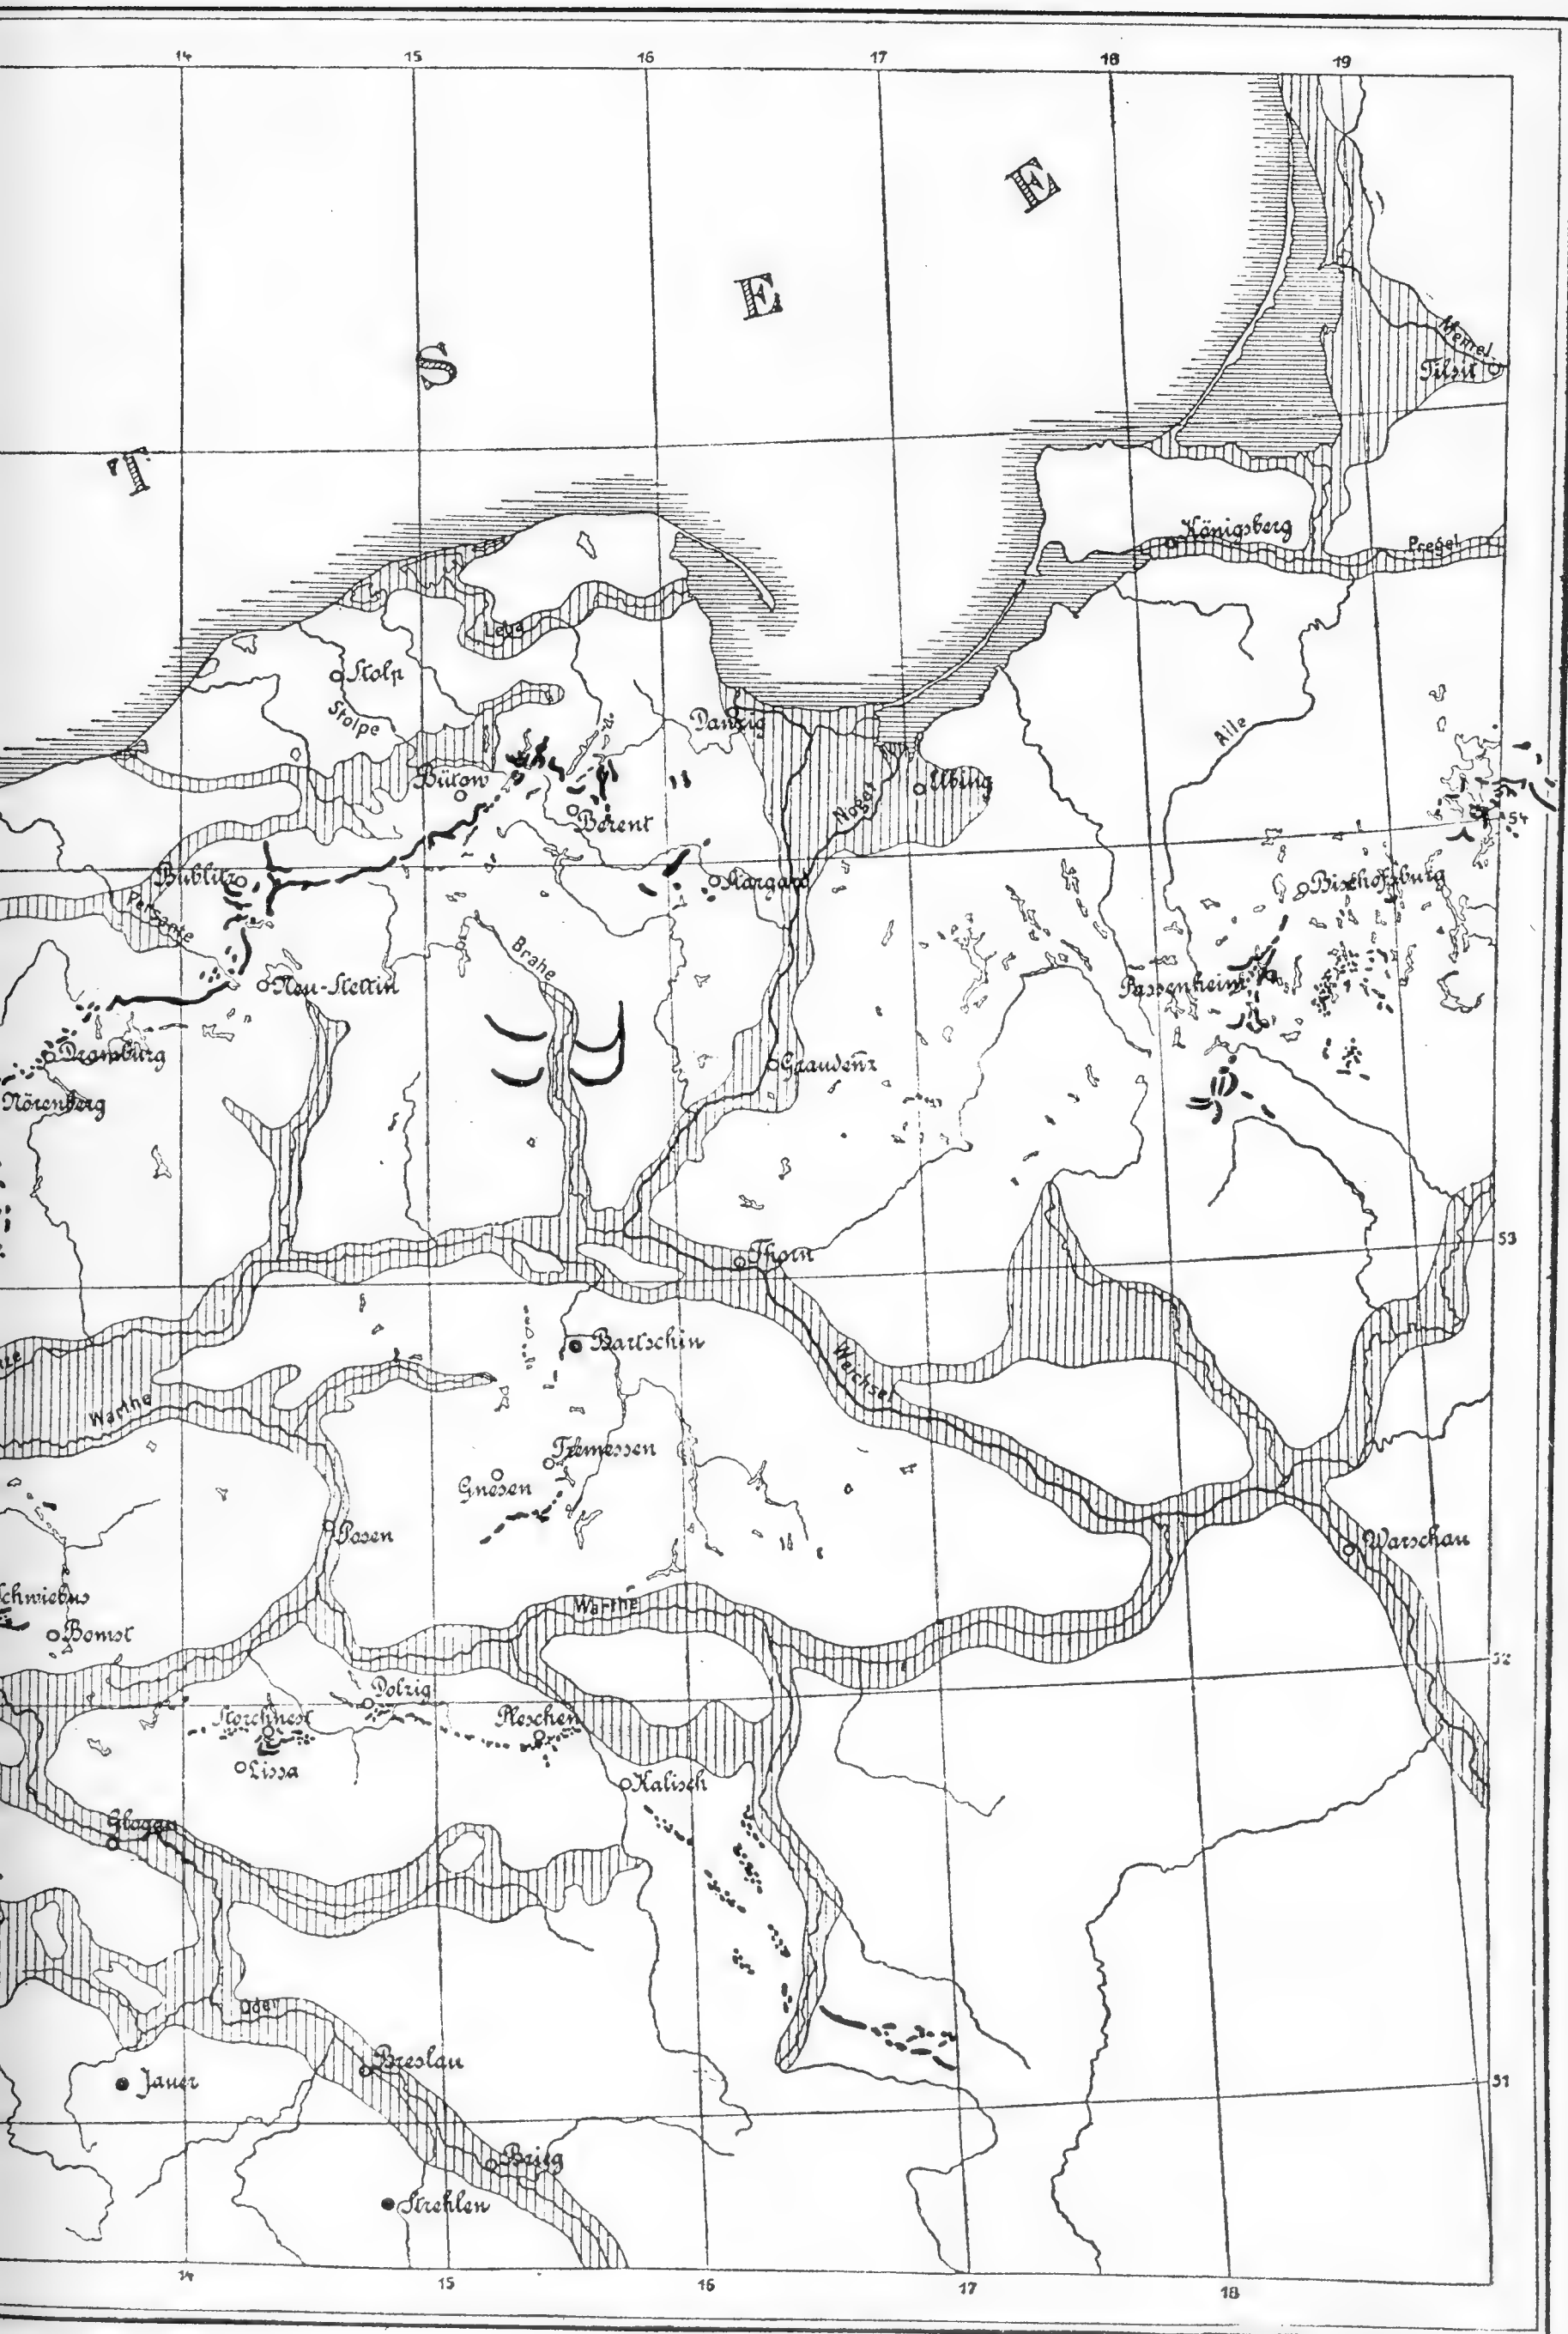 14 15 16 17 18 19
E
E
S
T
Memel
Tilsit
Königsberg
Pregel
Leba
Stolp
Stolpe
Danzig
Alle
Bütow
Elbing
Nogat
Berent
54
Bublitz
Stargard
Bischofsburg
Persante
Brahe
Neu-Stettin
Passenheim
Dramburg
Graudenz
Nörenberg
Thorn
53
Bartschin
Weichsel
Warthe
Tremessen
Gnesen
Posen
Warschau
Schwiebus
Warthe
Bomst
52
Dolzig
Storchnest
Pleschen
Lissa
Kalisch
Glogau
Oder
Breslau
Jauer
51
Brieg
Strehlen
14 15 16 17 18